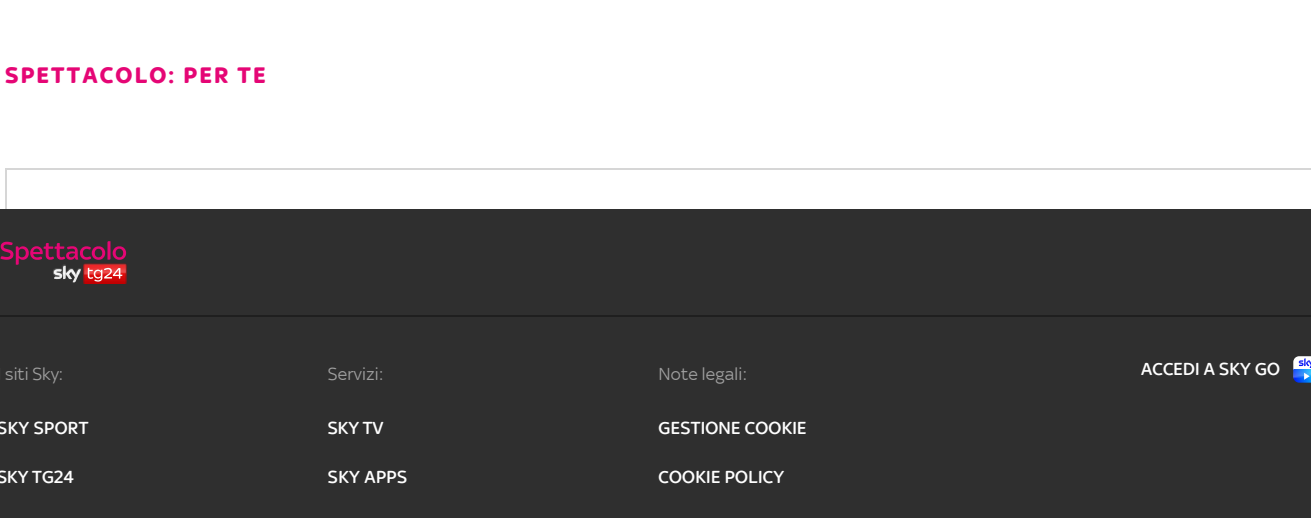 SPETTACOLO: PER TE
Spettacolo
sky tg24
siti Sky:
SKY SPORT
SKY TG24
Servizi:
SKY TV
SKY APPS
Note legali:
GESTIONE COOKIE
COOKIE POLICY
ACCEDI A SKY GO
sky